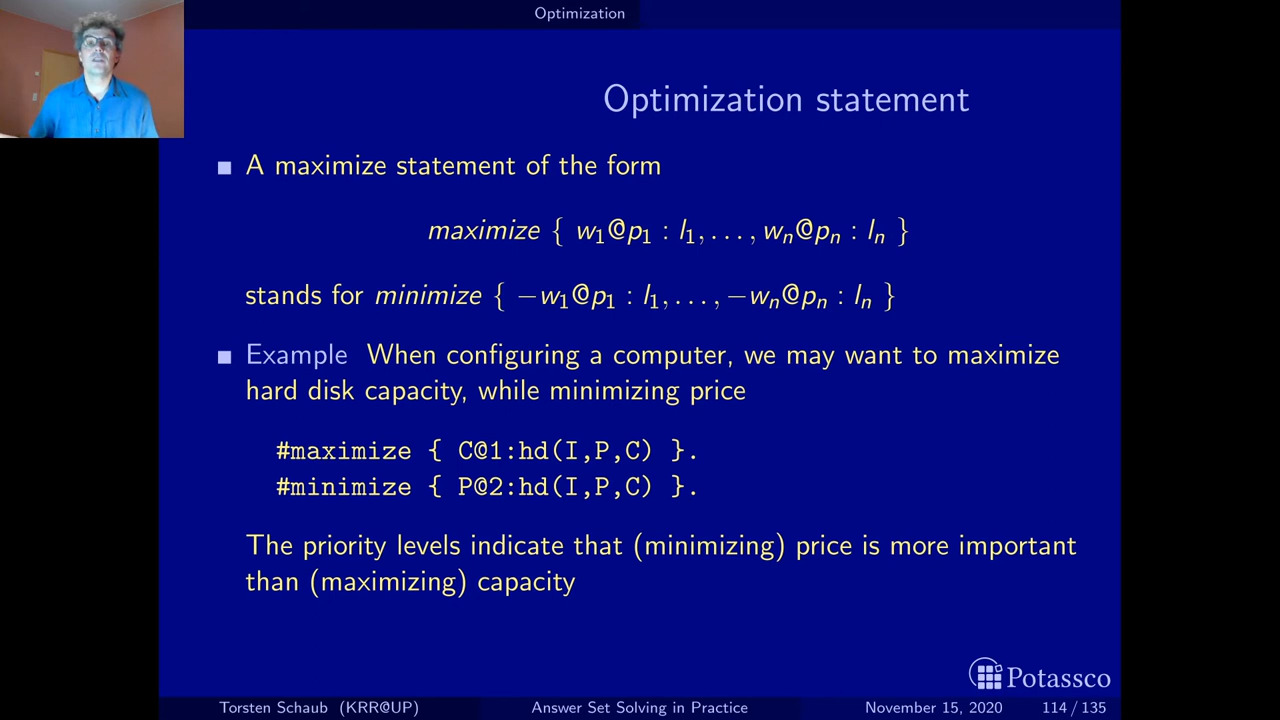 Optimization
Optimization statement
■ A maximize statement of the form
maximize { w₁@p₁ : l₁, . . . , wₙ@pₙ : lₙ }
stands for minimize { −w₁@p₁ : l₁, . . . , −wₙ@pₙ : lₙ }
■ Example When configuring a computer, we may want to maximize
hard disk capacity, while minimizing price
#maximize { C@1:hd(I,P,C) }.
#minimize { P@2:hd(I,P,C) }.
The priority levels indicate that (minimizing) price is more important
than (maximizing) capacity
Potassco
Torsten Schaub (KRR@UP) Answer Set Solving in Practice November 15, 2020 114 / 135